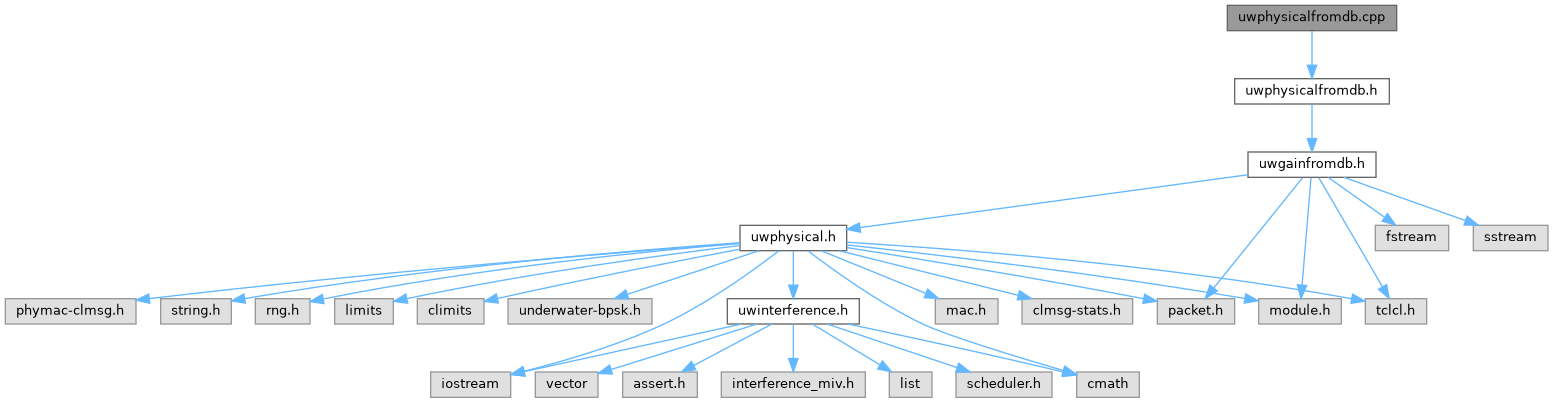 uwphysicalfromdb.cpp
uwphysicalfromdb.h
uwgainfromdb.h
uwphysical.h
fstream
sstream
phymac-clmsg.h
string.h
rng.h
limits
climits
underwater-bpsk.h
uwinterference.h
mac.h
clmsg-stats.h
packet.h
module.h
tclcl.h
iostream
vector
assert.h
interference_miv.h
list
scheduler.h
cmath